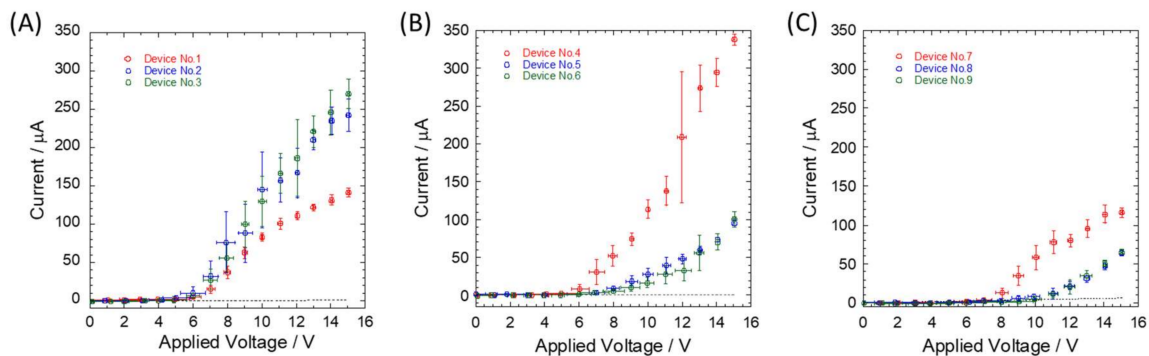 (A)
350
300
250
200
150
100
50
0
Current / μA
Device No.1
Device No.2
Device No.3
0 2 4 6 8 10 12 14 16
Applied Voltage / V
(B)
350
300
250
200
150
100
50
0
Current / μA
Device No.4
Device No.5
Device No.6
0 2 4 6 8 10 12 14 16
Applied Voltage / V
(C)
350
300
250
200
150
100
50
0
Current / μA
Device No.7
Device No.8
Device No.9
0 2 4 6 8 10 12 14 16
Applied Voltage / V